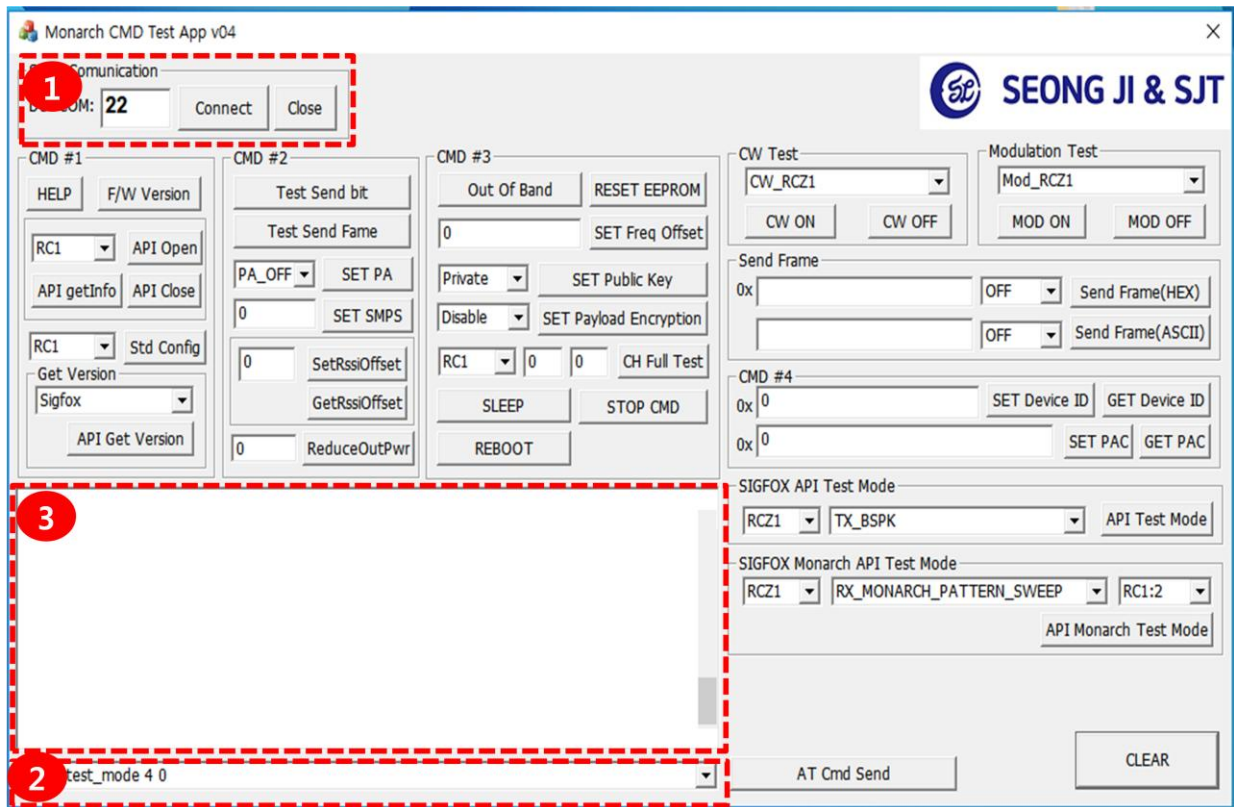 Monarch CMD Test App v04
1
Comunication
COM: 22 Connect Close
SEONG JI & SJT
CMD #1
HELP F/W Version
RC1 API Open
API getInfo API Close
RC1 Std Config
Get Version
Sigfox
API Get Version
CMD #2
Test Send bit
Test Send Fame
PA_OFF SET PA
0 SET SMPS
0 SetRssiOffset
GetRssiOffset
0 ReduceOutPwr
CMD #3
Out Of Band RESET EEPROM
0 SET Freq Offset
Private SET Public Key
Disable SET Payload Encryption
RC1 0 0 CH Full Test
SLEEP STOP CMD
REBOOT
CW Test
CW_RCZ1
CW ON CW OFF
Modulation Test
Mod_RCZ1
MOD ON MOD OFF
Send Frame
0x OFF Send Frame(HEX)
OFF Send Frame(ASCII)
CMD #4
0x 0 SET Device ID GET Device ID
0x 0 SET PAC GET PAC
SIGFOX API Test Mode
RCZ1 TX_BSPK API Test Mode
SIGFOX Monarch API Test Mode
RCZ1 RX_MONARCH_PATTERN_SWEEP RC1:2
API Monarch Test Mode
3
2
test_mode 4 0
AT Cmd Send
CLEAR